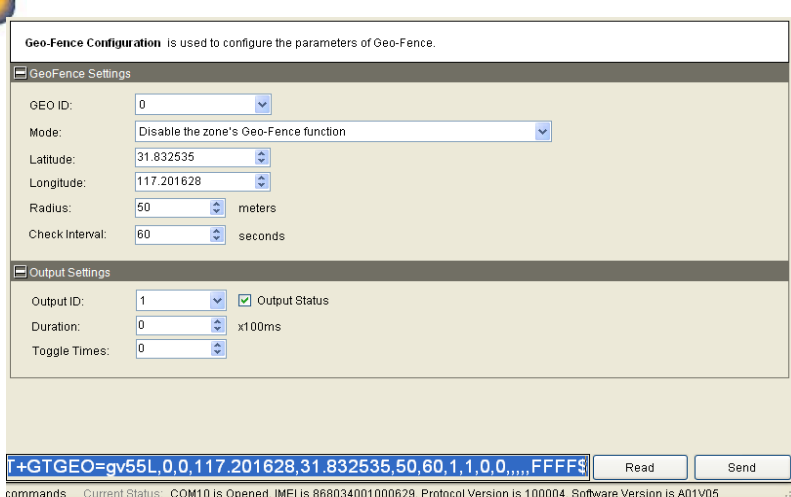 Geo-Fence Configuration is used to configure the parameters of Geo-Fence.
GeoFence Settings
GEO ID: 0
Mode: Disable the zone's Geo-Fence function
Latitude: 31.832535
Longitude: 117.201628
Radius: 50 meters
Check Interval: 60 seconds
Output Settings
Output ID: 1 Output Status
Duration: 0 x100ms
Toggle Times: 0
T+GTGEO=gv55L,0,0,117.201628,31.832535,50,60,1,1,0,0,,,,,FFFF$ Read Send
commands Current Status: COM10 is Opened, IMEI is 868034001000629, Protocol Version is 100004, Software Version is A01V05